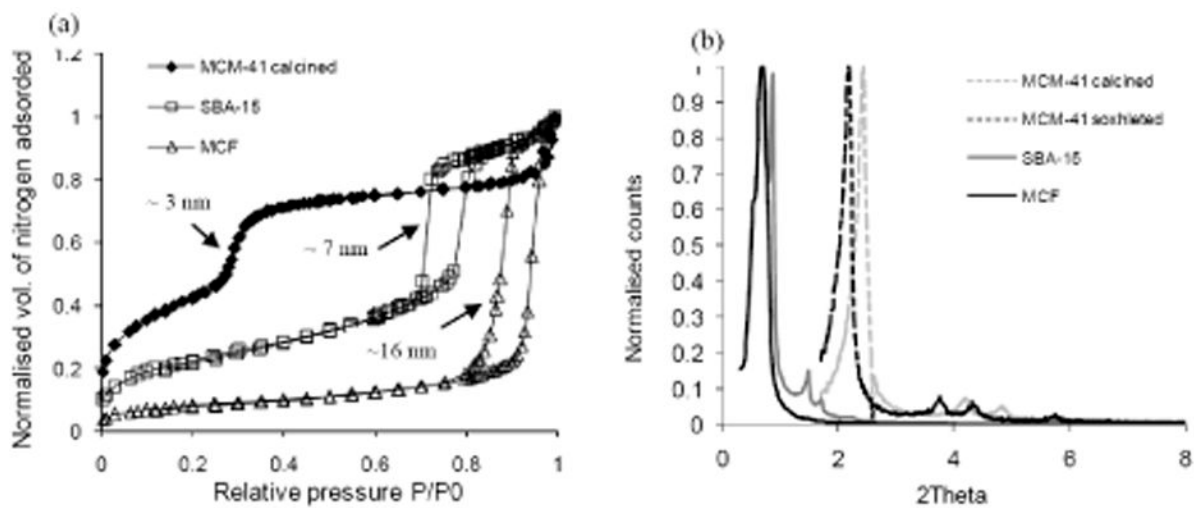 (a)
Normalised vol. of nitrogen adsorbed
1.2
1
0.8
0.6
0.4
0.2
0
MCM-41 calcined
SBA-15
MCF
~ 3 nm
~ 7 nm
~16 nm
0
0.2
0.4
0.6
0.8
1
Relative pressure P/P0
(b)
Normalised counts
1
0.9
0.8
0.7
0.6
0.5
0.4
0.3
0.2
0.1
0
MCM-41 calcined
MCM-41 soxhleted
SBA-15
MCF
0
2
4
6
8
2Theta